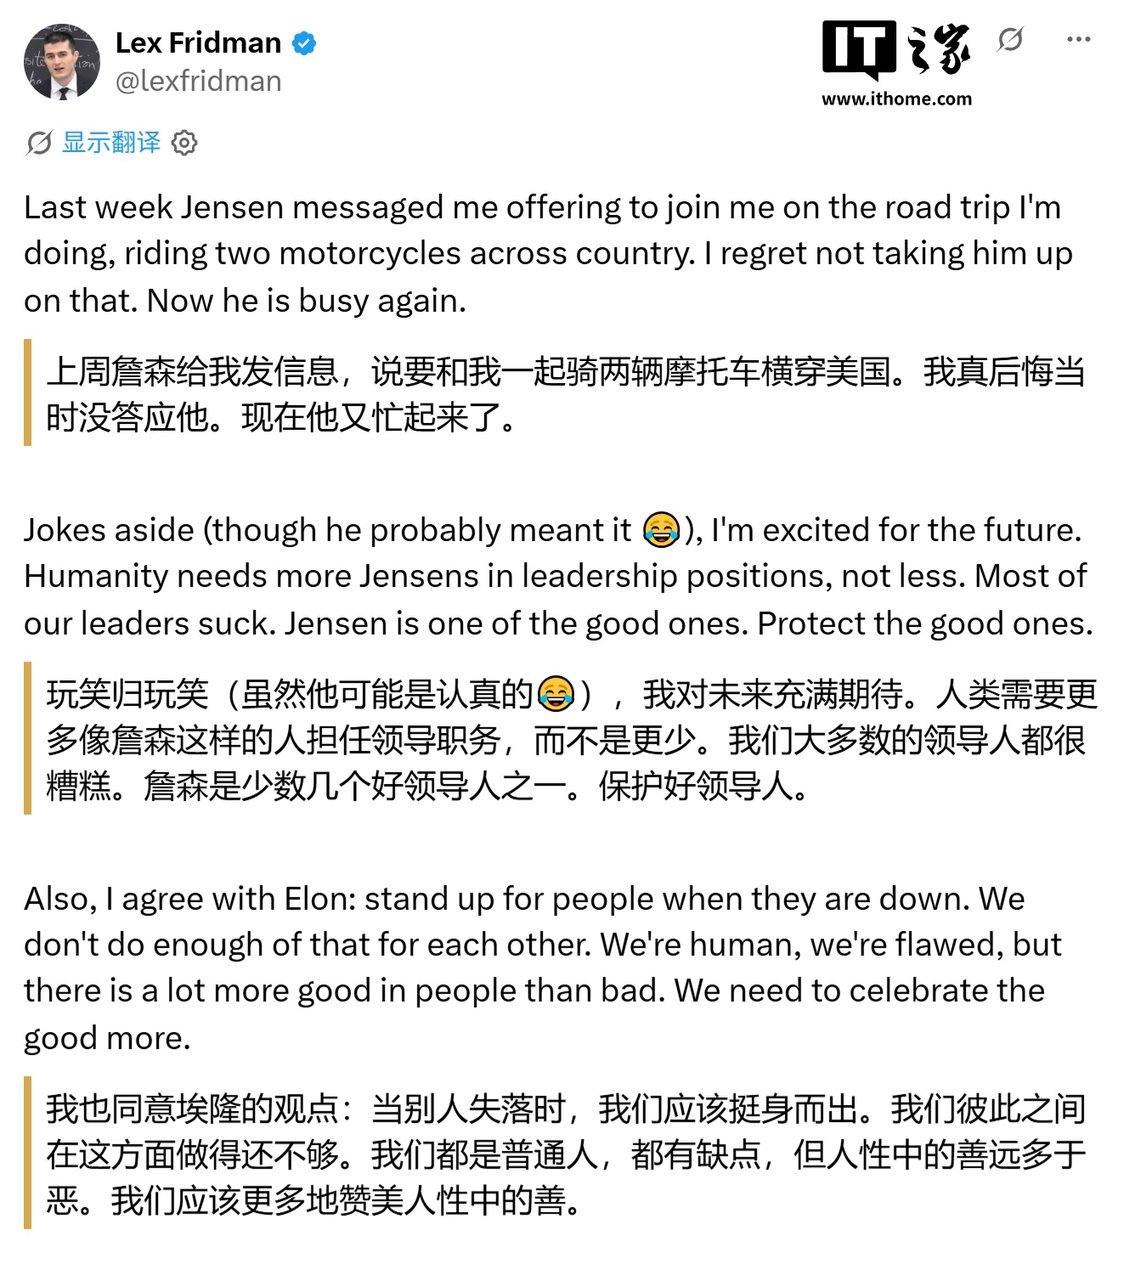 Lex Fridman
@lexfridman
IT之家
www.ithome.com
显示翻译
Last week Jensen messaged me offering to join me on the road trip I'm
doing, riding two motorcycles across country. I regret not taking him up
on that. Now he is busy again.
上周詹森给我发信息，说要和我一起骑两辆摩托车横穿美国。我真后悔当
时没答应他。现在他又忙起来了。
Jokes aside (though he probably meant it 😂), I'm excited for the future.
Humanity needs more Jensens in leadership positions, not less. Most of
our leaders suck. Jensen is one of the good ones. Protect the good ones.
玩笑归玩笑（虽然他可能是认真的😂），我对未来充满期待。人类需要更
多像詹森这样的人担任领导职务，而不是更少。我们大多数的领导人都很
糟糕。詹森是少数几个好领导人之一。保护好领导人。
Also, I agree with Elon: stand up for people when they are down. We
don't do enough of that for each other. We're human, we're flawed, but
there is a lot more good in people than bad. We need to celebrate the
good more.
我也同意埃隆的观点：当别人失落时，我们应该挺身而出。我们彼此之间
在这方面做得还不够。我们都是普通人，都有缺点，但人性中的善远多于
恶。我们应该更多地赞美人性中的善。